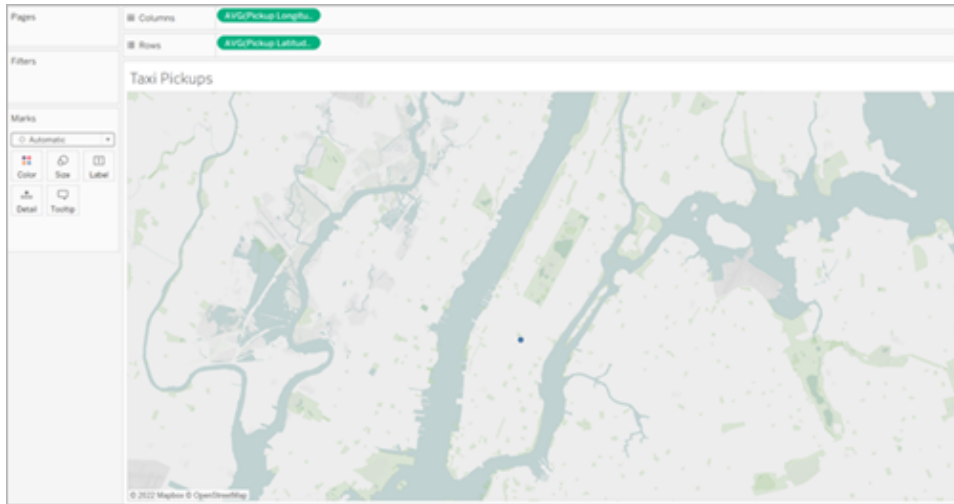 Pages
Columns
AVG(Pickup Longitu..
Rows
AVG(Pickup Latitud..
Filters
Taxi Pickups
Marks
Automatic
Color
Size
Label
Detail
Tooltip
© 2022 Mapbox © OpenStreetMap